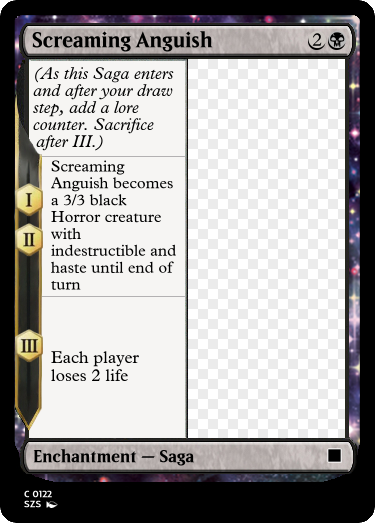 Screaming Anguish 2
(As this Saga enters
and after your draw
step, add a lore
counter. Sacrifice
after III.)
I
II
Screaming
Anguish becomes
a 3/3 black
Horror creature
with
indestructible and
haste until end of
turn
III
Each player
loses 2 life
Enchantment — Saga
C 0122
SZS